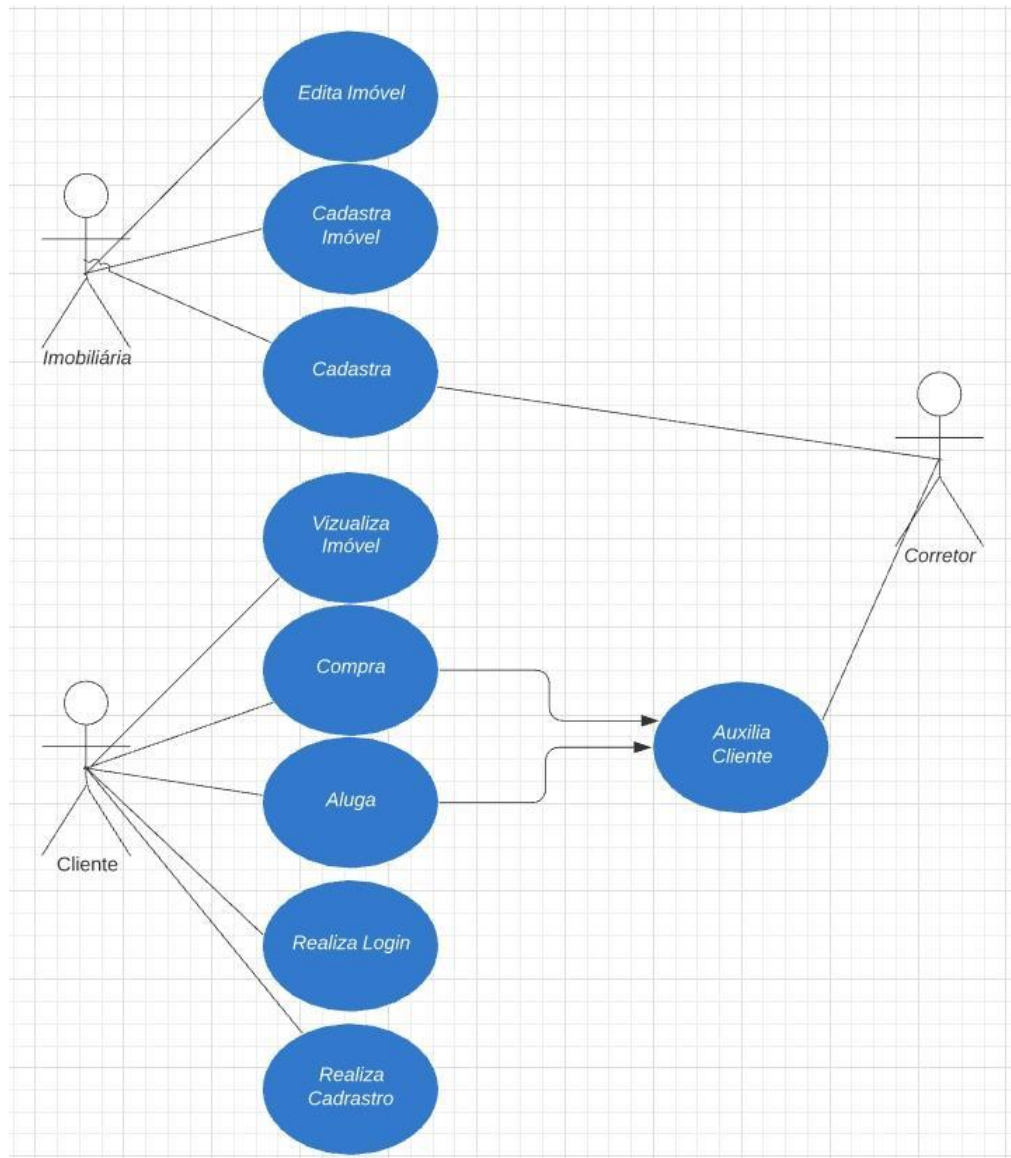 Edita Imóvel
Cadastra
Imóvel
Imobiliária
Cadastra
Vizualiza
Imóvel
Corretor
Compra
Auxilia
Cliente
Aluga
Cliente
Realiza Login
Realiza
Cadrastro